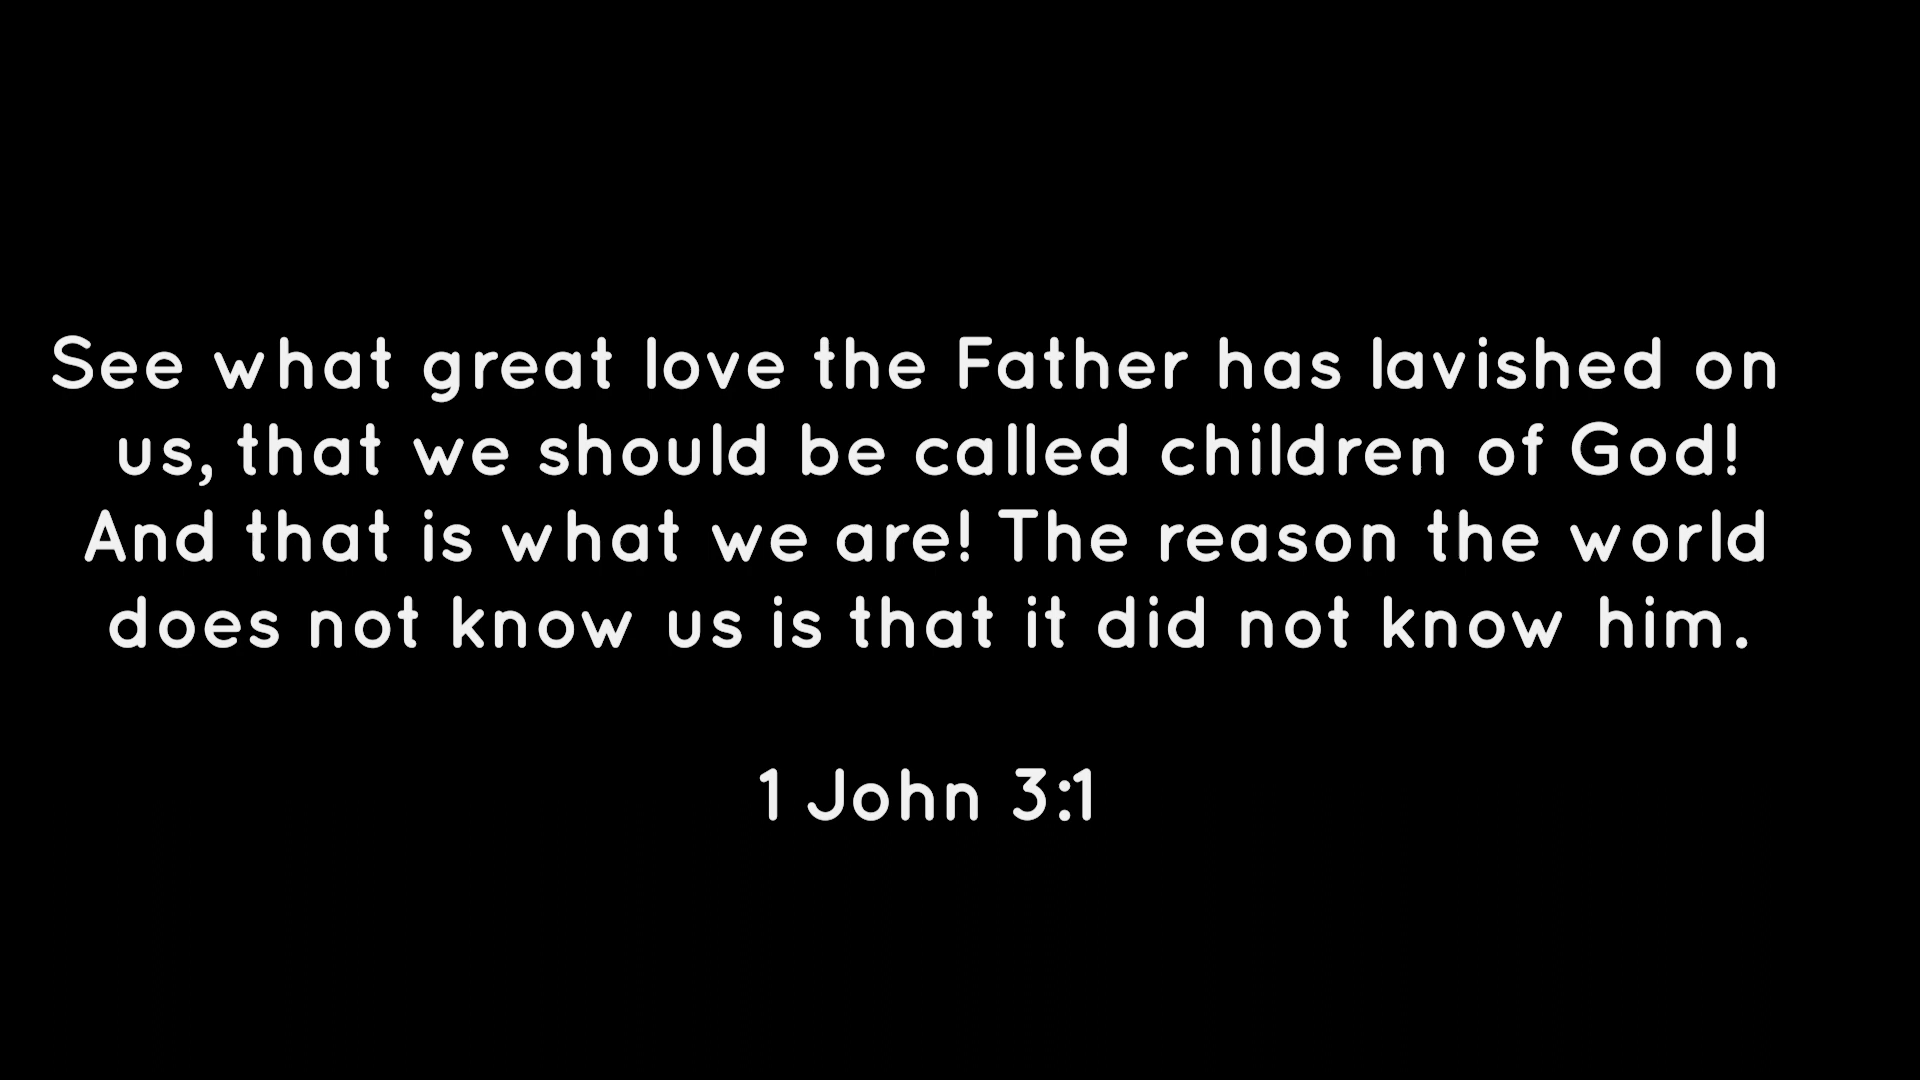 See what great love the Father has lavished on
us, that we should be called children of God!
And that is what we are! The reason the world
does not know us is that it did not know him.
1 John 3:1